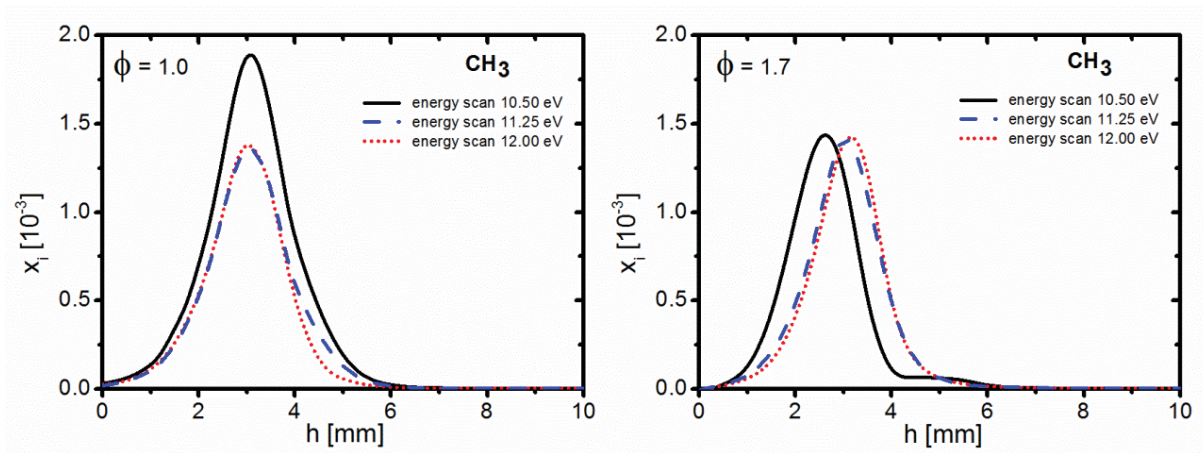 ϕ = 1.0
CH₃
energy scan 10.50 eV
energy scan 11.25 eV
energy scan 12.00 eV
2.0
1.5
1.0
0.5
0.0
xᵢ [10⁻³]
0 2 4 6 8 10
h [mm]
ϕ = 1.7
CH₃
energy scan 10.50 eV
energy scan 11.25 eV
energy scan 12.00 eV
2.0
1.5
1.0
0.5
0.0
xᵢ [10⁻³]
0 2 4 6 8 10
h [mm]